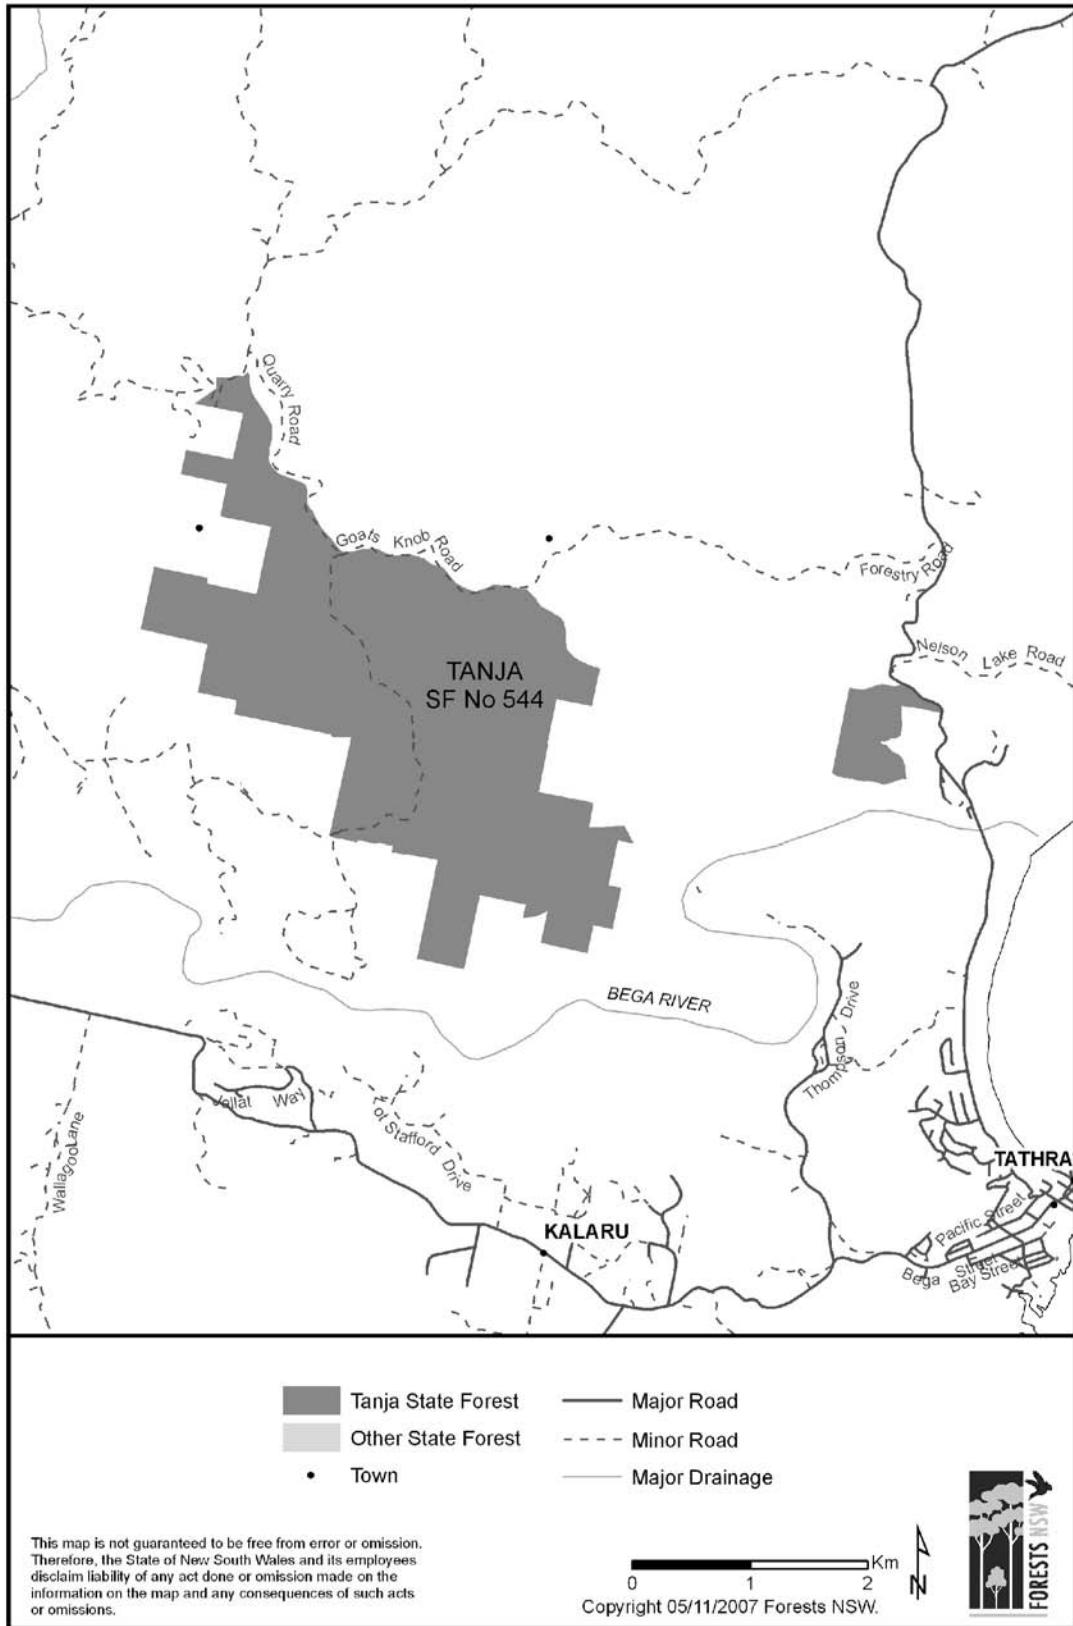 Quarry Road
Goats Knob Road
Forestry Road
Nelson Lake Road
TANJA
SF No 544
BEGA RIVER
Thompson Drive
Jellat Way
ot Stafford Drive
WallagooLane
TATHRA
KALARU
Pacific Street
Bega Street
Bay Street
Tanja State Forest
Other State Forest
Town
Major Road
Minor Road
Major Drainage
This map is not guaranteed to be free from error or omission.
Therefore, the State of New South Wales and its employees
disclaim liability of any act done or omission made on the
information on the map and any consequences of such acts
or omissions.
Km
0 1 2
N
Copyright 05/11/2007 Forests NSW.
FORESTS NSW